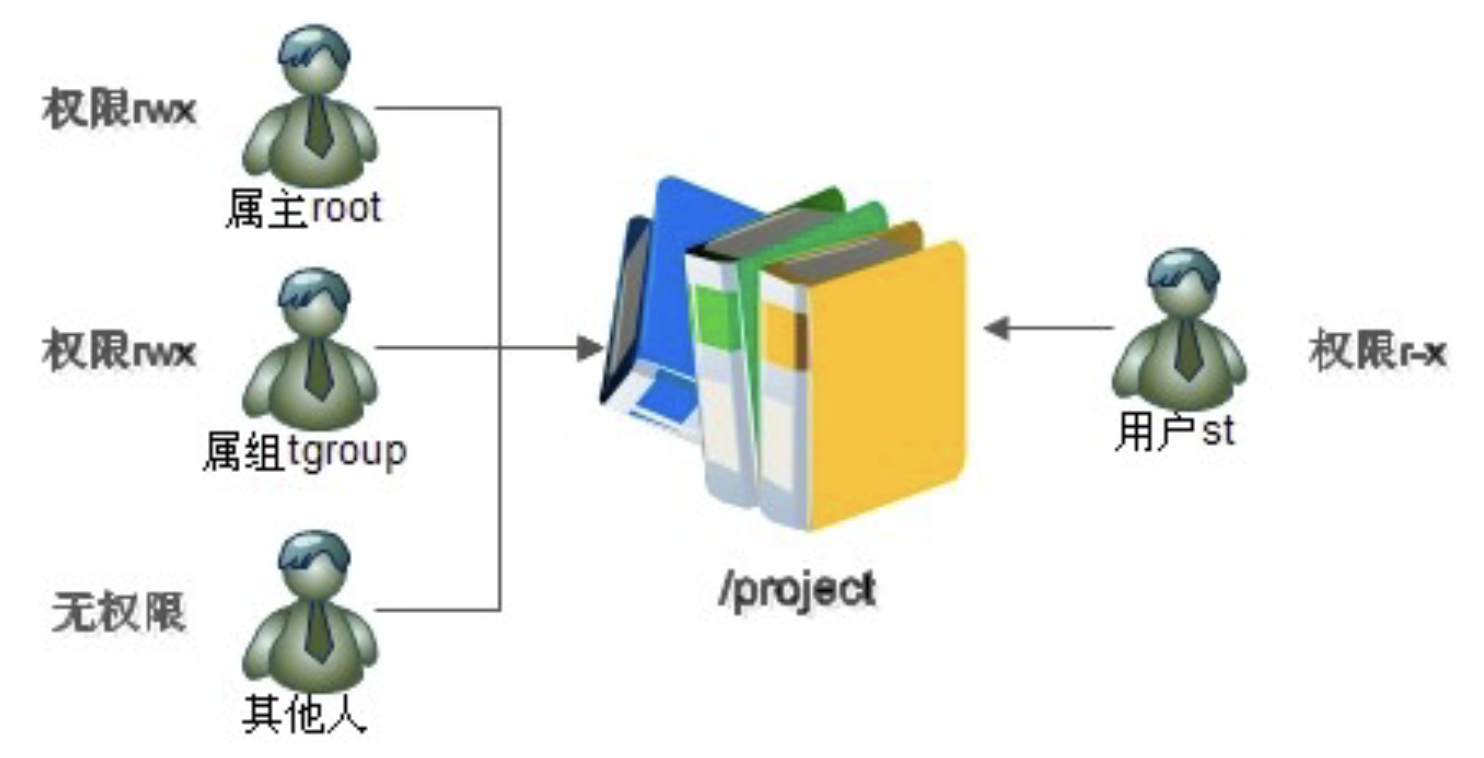 权限rwx
属主root
权限rwx
属组tgroup
无权限
其他人
/project
用户st
权限r-x